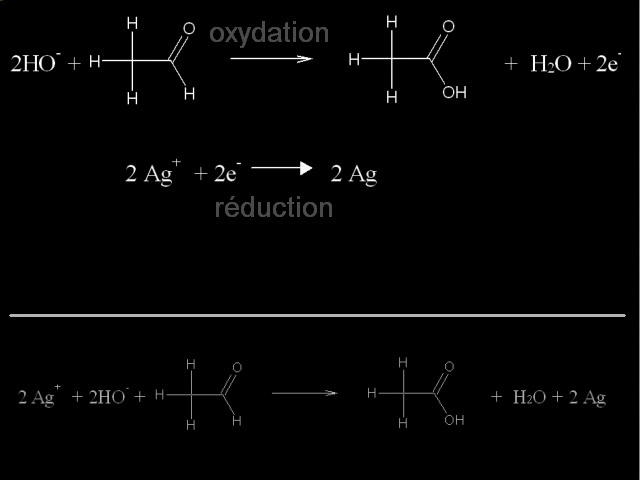 oxydation
2HO⁻ + H H H O H H H H O OH + H₂O + 2e⁻
2 Ag⁺ + 2e⁻ 2 Ag
réduction
2 Ag⁺ + 2HO⁻ + H H H O H H H H O OH + H₂O + 2 Ag